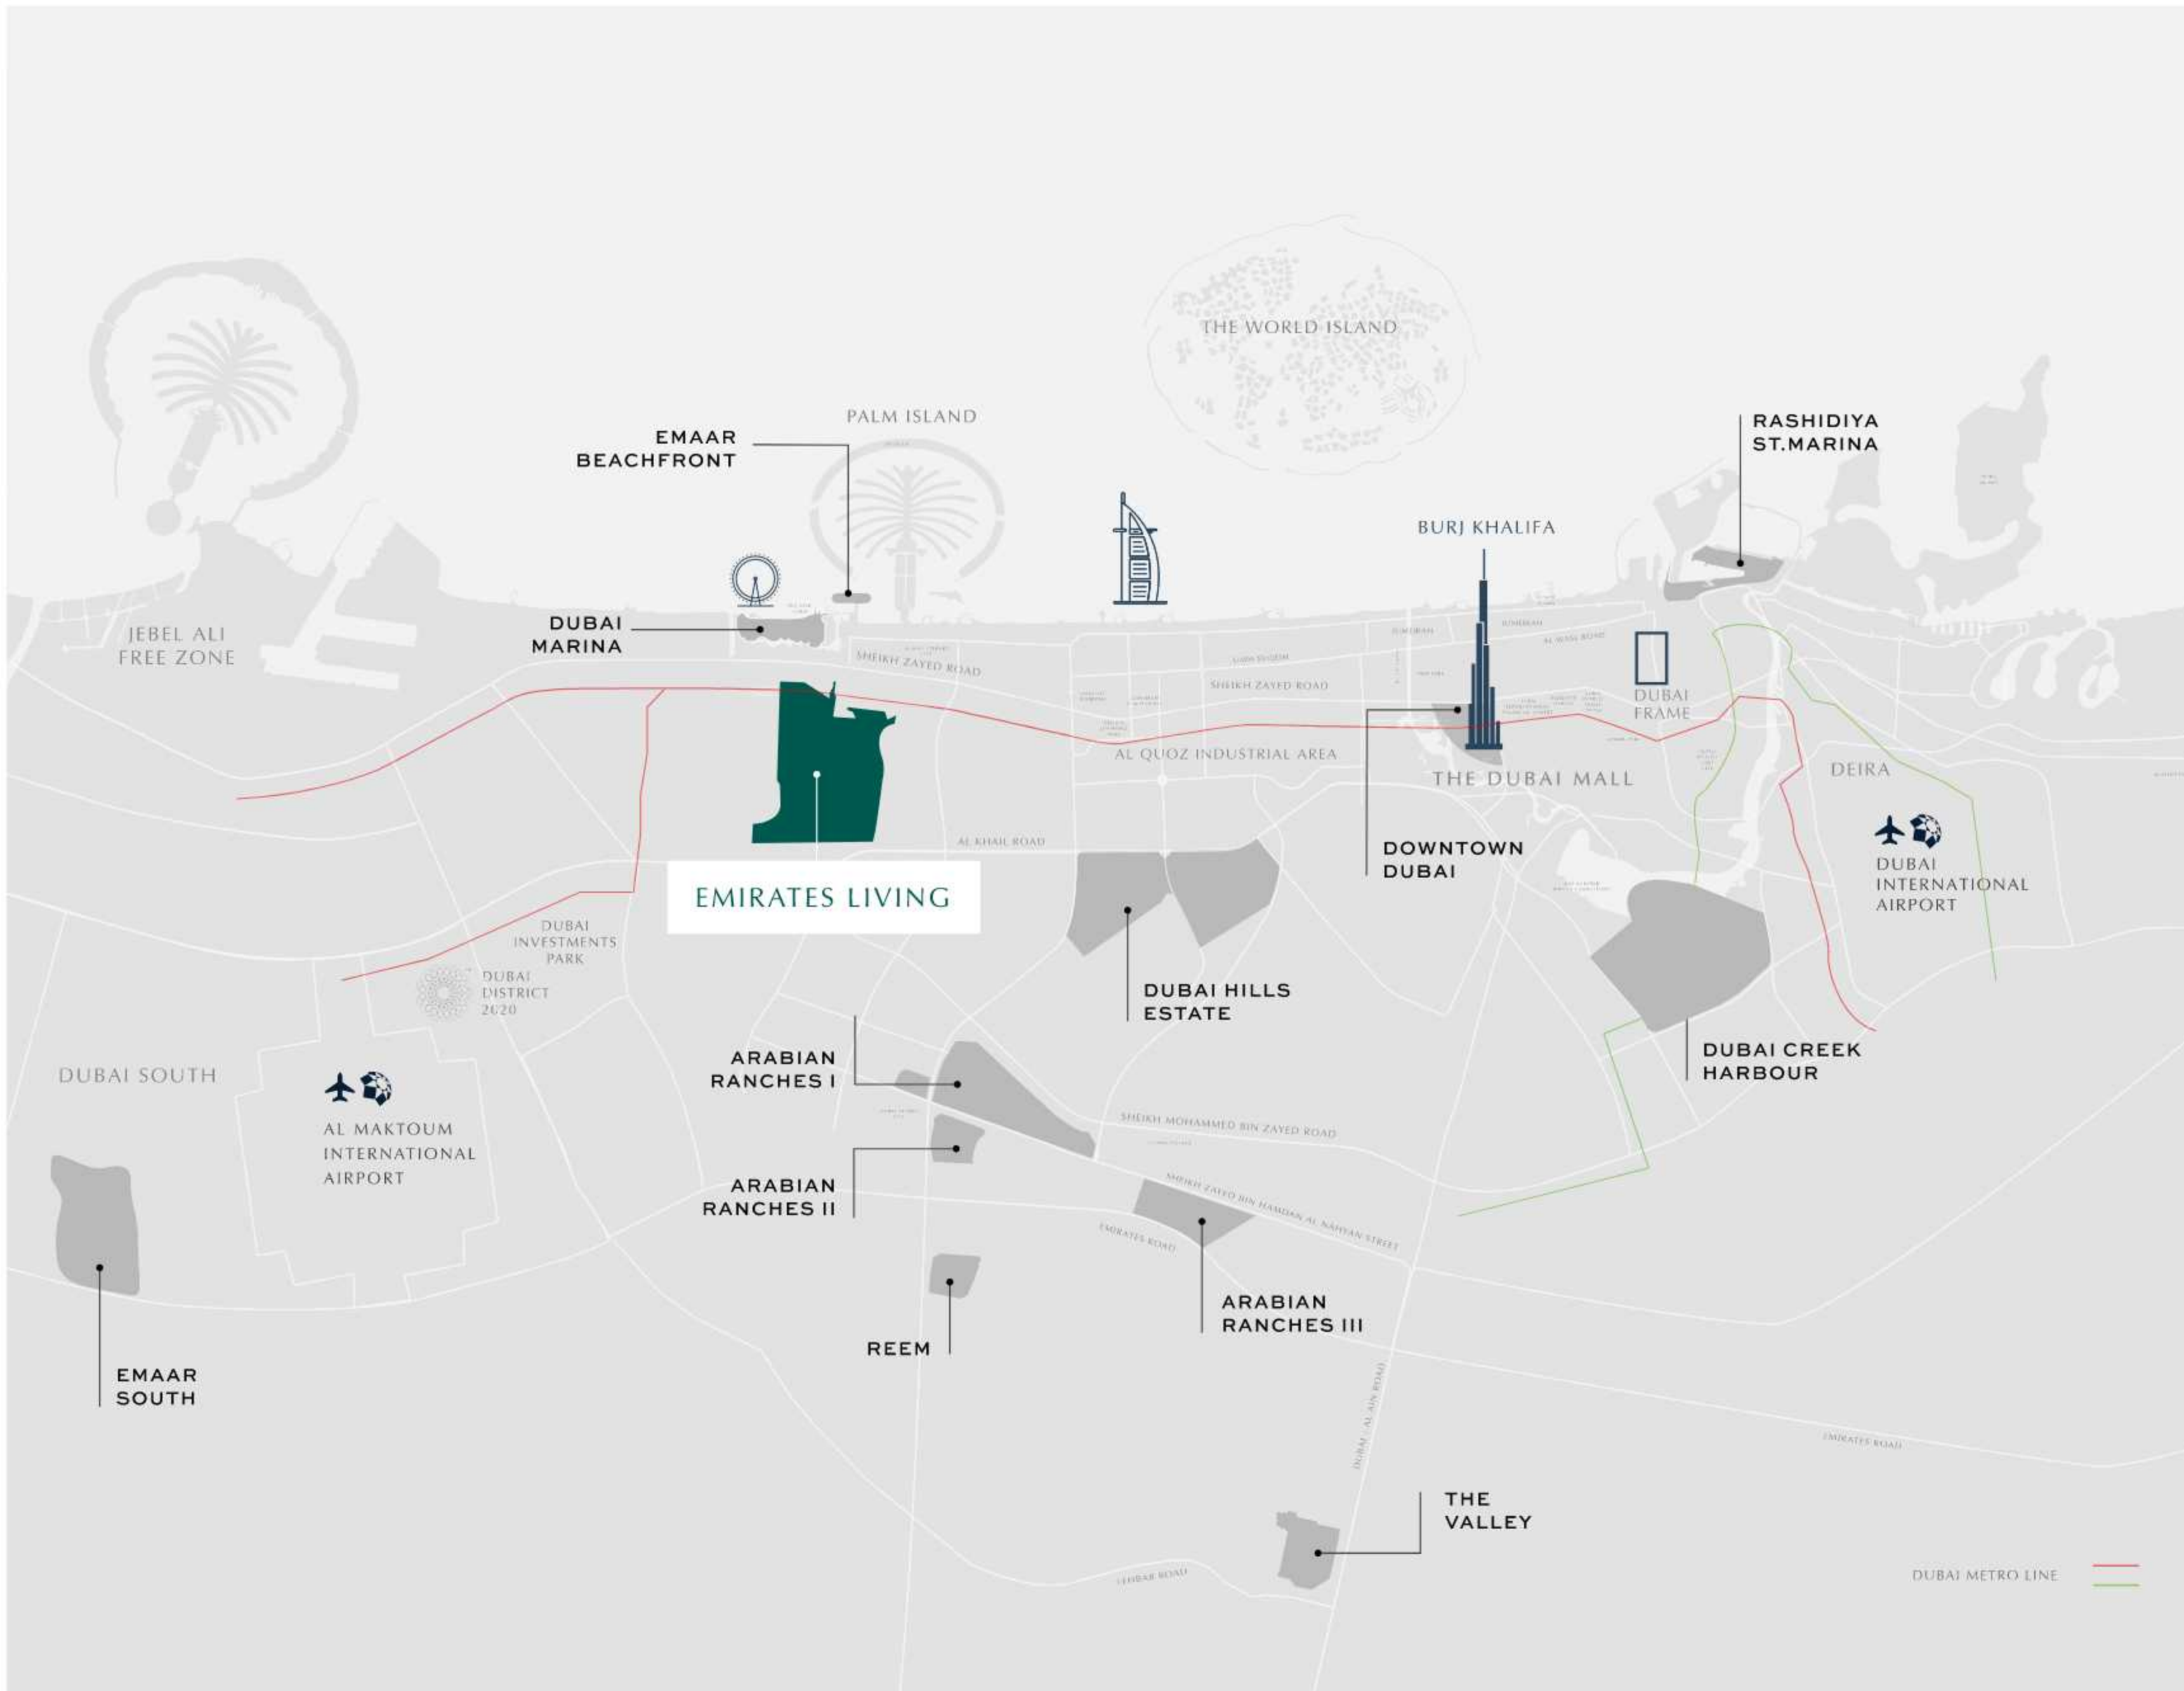 THE WORLD ISLAND
PALM ISLAND
EMAAR
BEACHFRONT
RASHIDIYA
ST.MARINA
BURJ KHALIFA
JEBEL ALI
FREE ZONE
DUBAI
MARINA
SHEIKH ZAYED ROAD
JUMEIRAH
JUMEIRAH
AL WASL ROAD
SHEIKH ZAYED ROAD
DUBAI
FRAME
AL QUOZ INDUSTRIAL AREA
THE DUBAI MALL
DEIRA
AL KHAIL ROAD
DOWNTOWN
DUBAI
DUBAI
INTERNATIONAL
AIRPORT
EMIRATES LIVING
DUBAI
INVESTMENTS
PARK
DUBAI
DISTRICT
2020
DUBAI HILLS
ESTATE
DUBAI CREEK
HARBOUR
ARABIAN
RANCHES I
DUBAI SOUTH
AL MAKTOUM
INTERNATIONAL
AIRPORT
SHEIKH MOHAMMED BIN ZAYED ROAD
ARABIAN
RANCHES II
SHEIKH ZAYED BIN HAMDAN AL NAHYAN STREET
EMIRATES ROAD
ARABIAN
RANCHES III
REEM
EMAAR
SOUTH
DUBAI - AL AIN ROAD
EMIRATES ROAD
THE
VALLEY
DUBAI METRO LINE